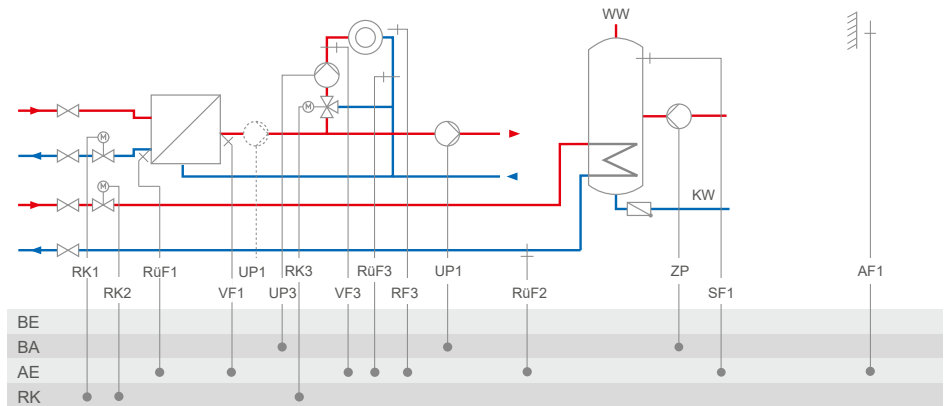 WW
M
M
M
KW
RK1 RüF1 UP1 RK3 RüF3 UP1 ZP AF1
RK2 VF1 UP3 VF3 RF3 RüF2 SF1
BE
BA
AE
RK